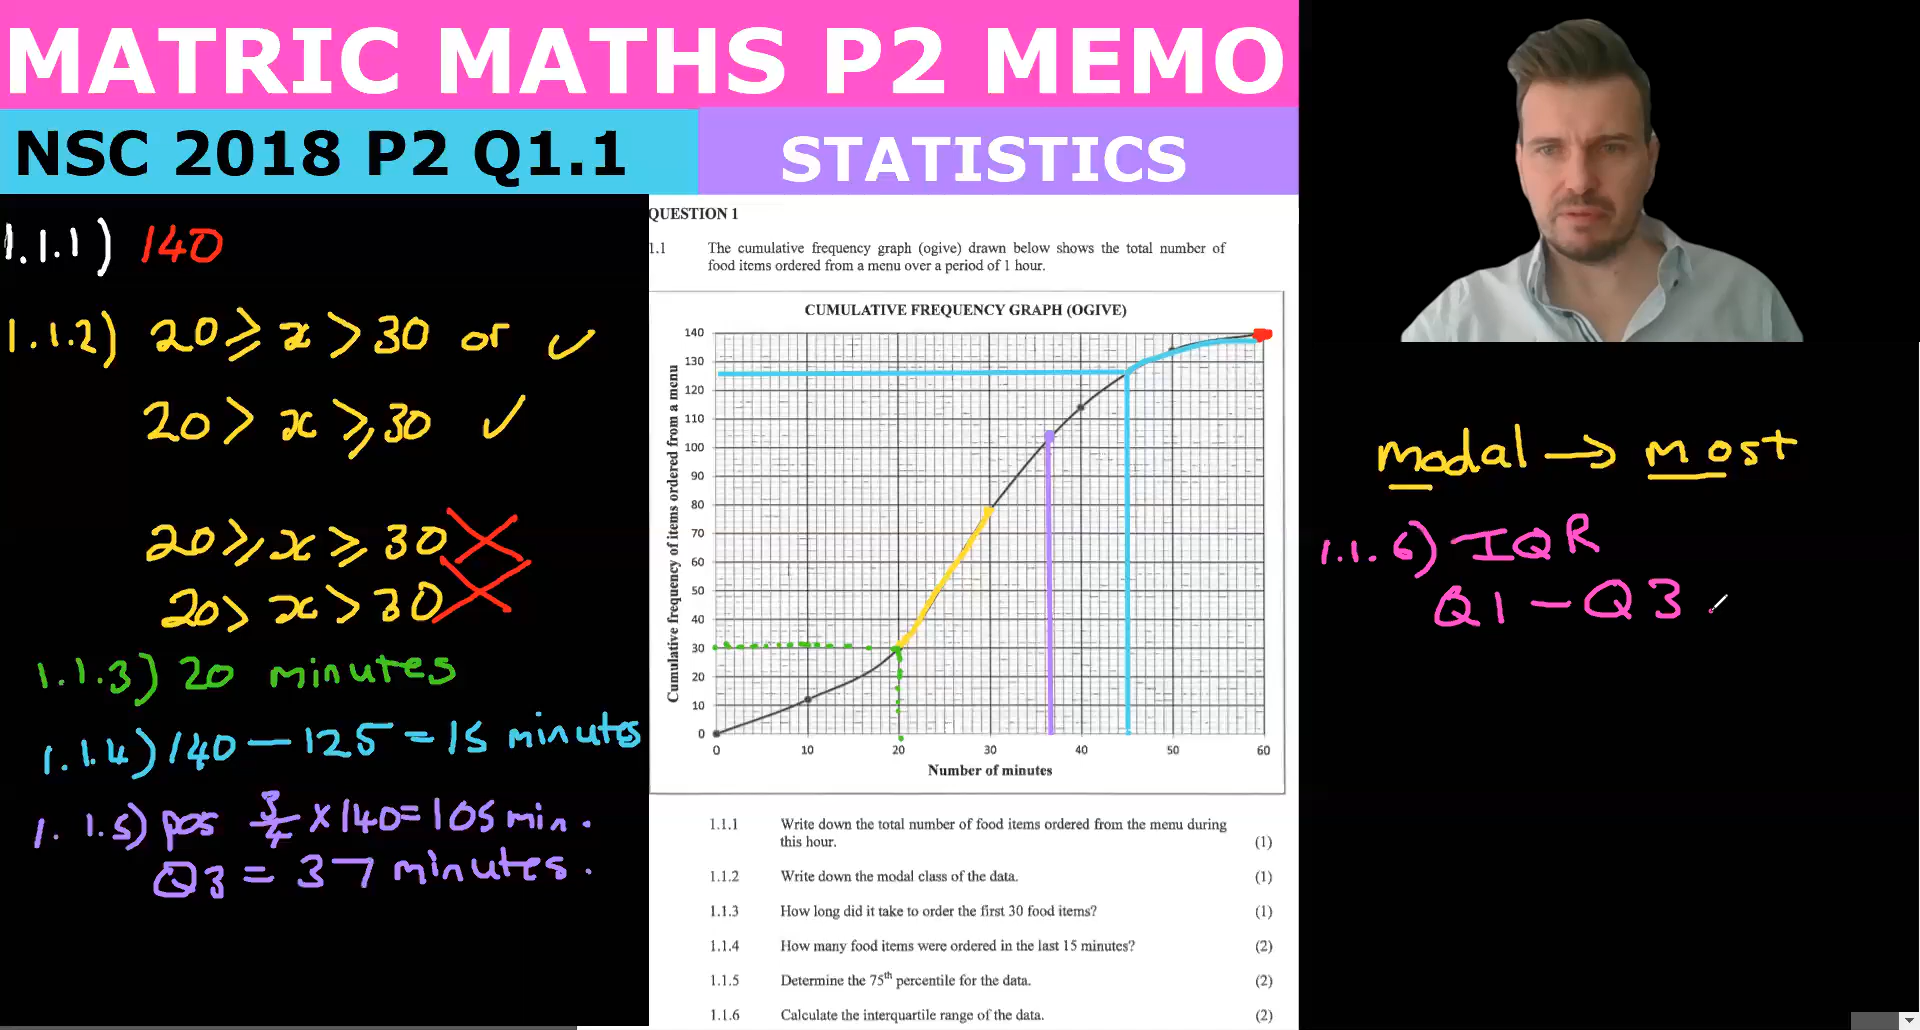 MATRIC MATHS P2 MEMO
NSC 2018 P2 Q1.1
STATISTICS
1.1.1) 140
1.1.2) 20 ⩾ x > 30 or ✓
20 > x ⩾ 30 ✓
20 ⩾ x ⩾ 30
20 > x > 30
1.1.3) 20 minutes
1.1.4) 140 — 125 = 15 minutes
1.1.5) pos 3/4 × 140 = 105 min.
Q3 = 37 minutes.
QUESTION 1
1.1 The cumulative frequency graph (ogive) drawn below shows the total number of
food items ordered from a menu over a period of 1 hour.
CUMULATIVE FREQUENCY GRAPH (OGIVE)
Cumulative frequency of items ordered from a menu
140
130
120
110
100
90
80
70
60
50
40
30
20
10
0
0 10 20 30 40 50 60
Number of minutes
1.1.1 Write down the total number of food items ordered from the menu during
this hour. (1)
1.1.2 Write down the modal class of the data. (1)
1.1.3 How long did it take to order the first 30 food items? (1)
1.1.4 How many food items were ordered in the last 15 minutes? (2)
1.1.5 Determine the 75th percentile for the data. (2)
1.1.6 Calculate the interquartile range of the data. (2)
modal → most
1.1.6) IQR
Q1 — Q3